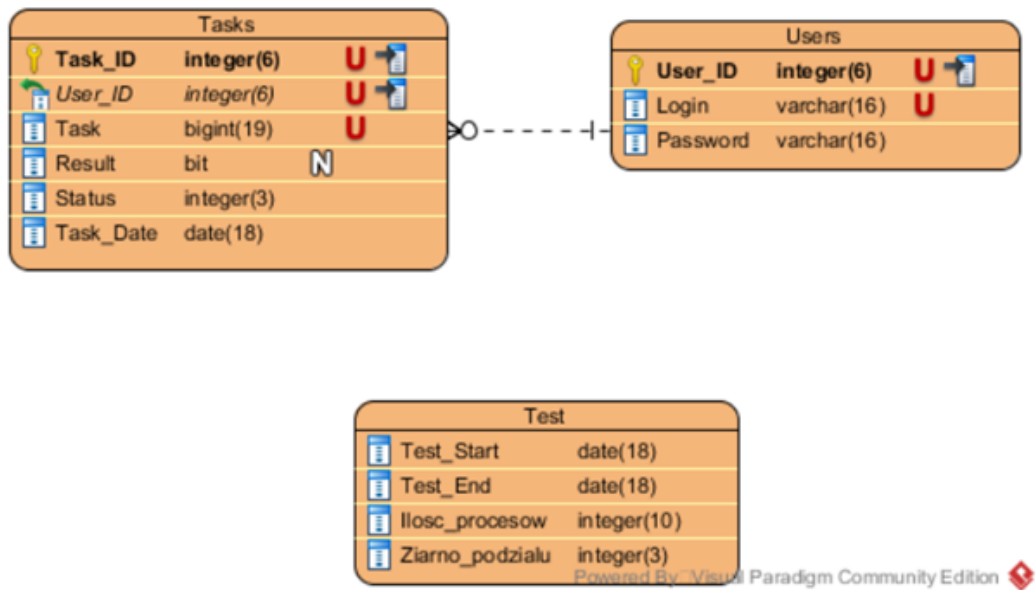 Tasks
Task_ID integer(6) U
User_ID integer(6) U
Task bigint(19) U
Result bit N
Status integer(3)
Task_Date date(18)
Users
User_ID integer(6) U
Login varchar(16) U
Password varchar(16)
Test
Test_Start date(18)
Test_End date(18)
Ilosc_procesow integer(10)
Ziarno_podzialu integer(3)
Powered By Visual Paradigm Community Edition